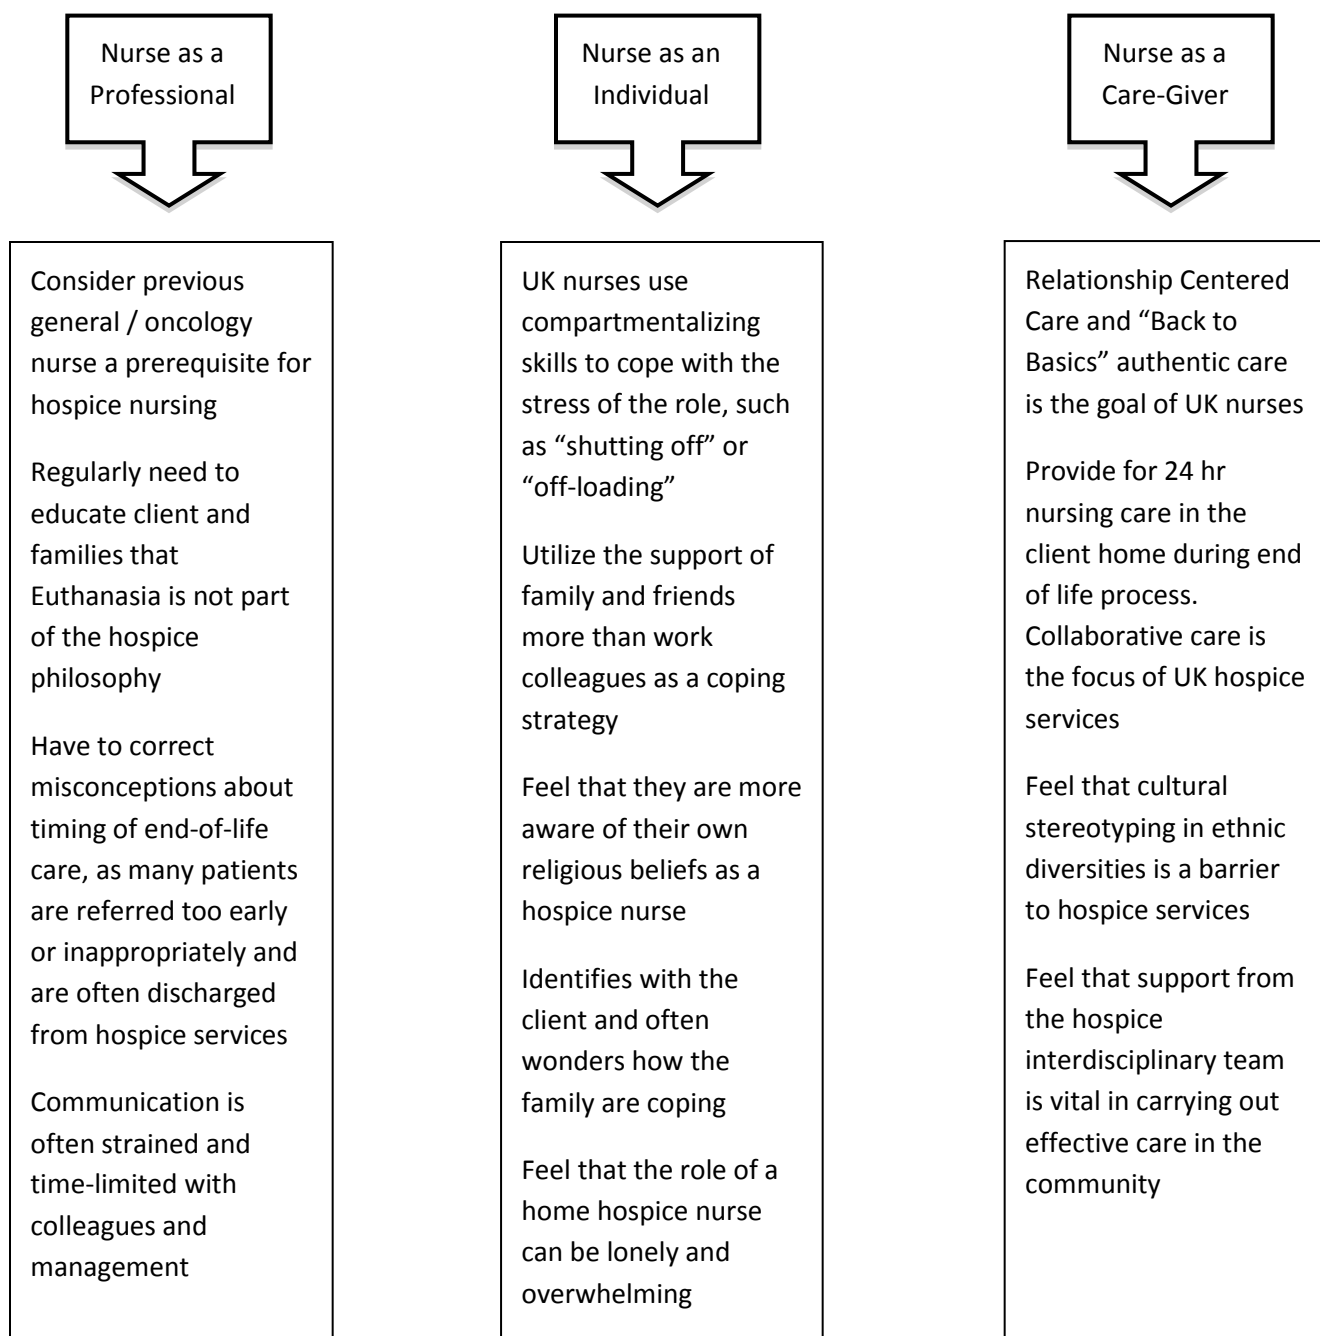 Nurse as a
Professional
Consider previous
general / oncology
nurse a prerequisite for
hospice nursing
Regularly need to
educate client and
families that
Euthanasia is not part
of the hospice
philosophy
Have to correct
misconceptions about
timing of end-of-life
care, as many patients
are referred too early
or inappropriately and
are often discharged
from hospice services
Communication is
often strained and
time-limited with
colleagues and
management
Nurse as an
Individual
UK nurses use
compartmentalizing
skills to cope with the
stress of the role, such
as “shutting off” or
“off-loading”
Utilize the support of
family and friends
more than work
colleagues as a coping
strategy
Feel that they are more
aware of their own
religious beliefs as a
hospice nurse
Identifies with the
client and often
wonders how the
family are coping
Feel that the role of a
home hospice nurse
can be lonely and
overwhelming
Nurse as a
Care-Giver
Relationship Centered
Care and “Back to
Basics” authentic care
is the goal of UK nurses
Provide for 24 hr
nursing care in the
client home during end
of life process.
Collaborative care is
the focus of UK hospice
services
Feel that cultural
stereotyping in ethnic
diversities is a barrier
to hospice services
Feel that support from
the hospice
interdisciplinary team
is vital in carrying out
effective care in the
community